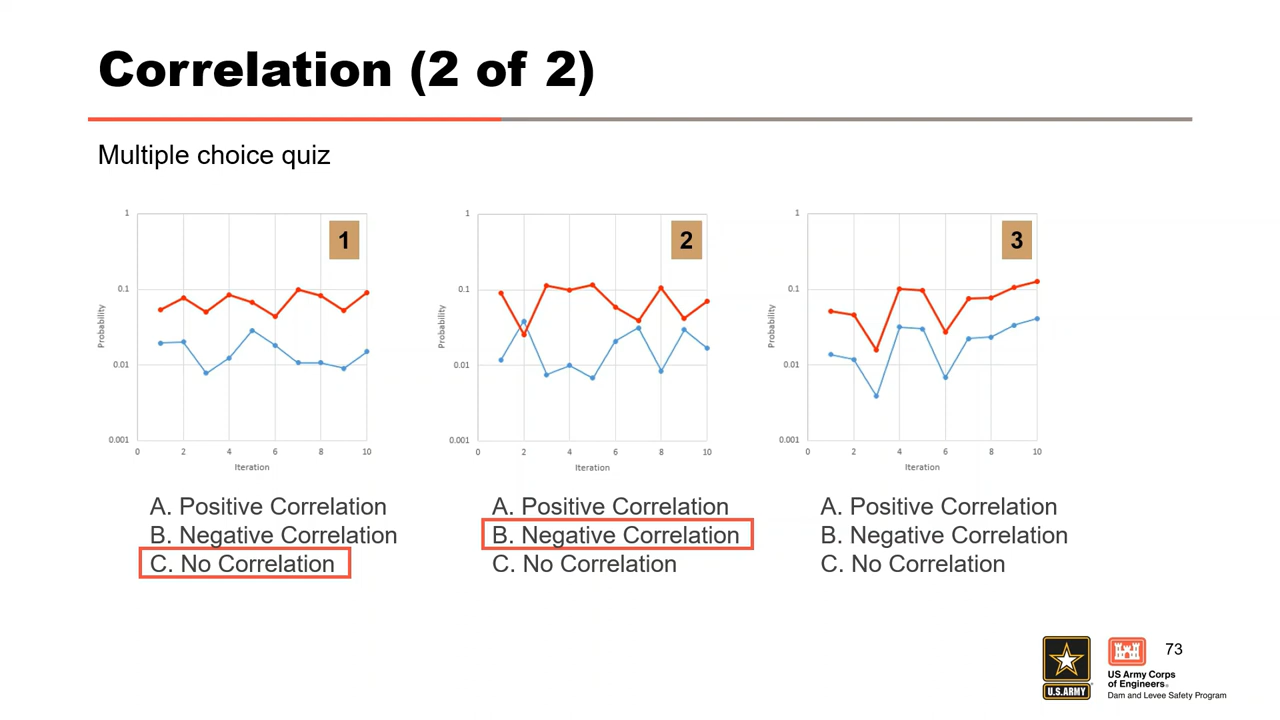 Correlation (2 of 2)
Multiple choice quiz
1
0.1
0.01
0.001
Probability
0 2 4 6 8 10
Iteration
1
A. Positive Correlation
B. Negative Correlation
C. No Correlation
1
0.1
0.01
0.001
Probability
0 2 4 6 8 10
Iteration
2
A. Positive Correlation
B. Negative Correlation
C. No Correlation
1
0.1
0.01
0.001
Probability
0 2 4 6 8 10
Iteration
3
A. Positive Correlation
B. Negative Correlation
C. No Correlation
U.S.ARMY
US Army Corps
of Engineers®
Dam and Levee Safety Program
73